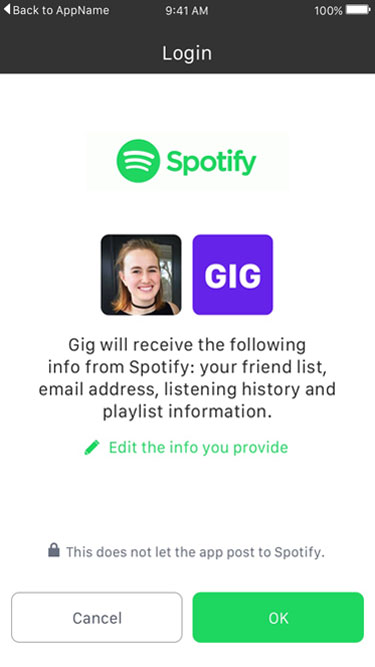 Back to AppName 9:41 AM 100%
Login
Spotify
GIG
Gig will receive the following
info from Spotify: your friend list,
email address, listening history and
playlist information.
Edit the info you provide
This does not let the app post to Spotify.
Cancel OK